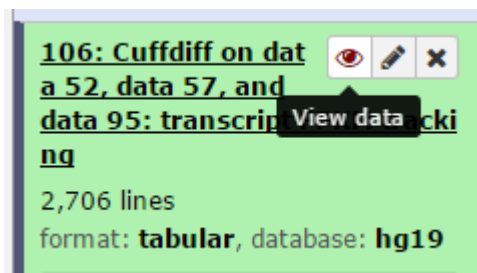 106: Cuffdiff on dat
a 52, data 57, and
data 95: transcript
View data
cki
ng
2,706 lines
format: tabular, database: hg19